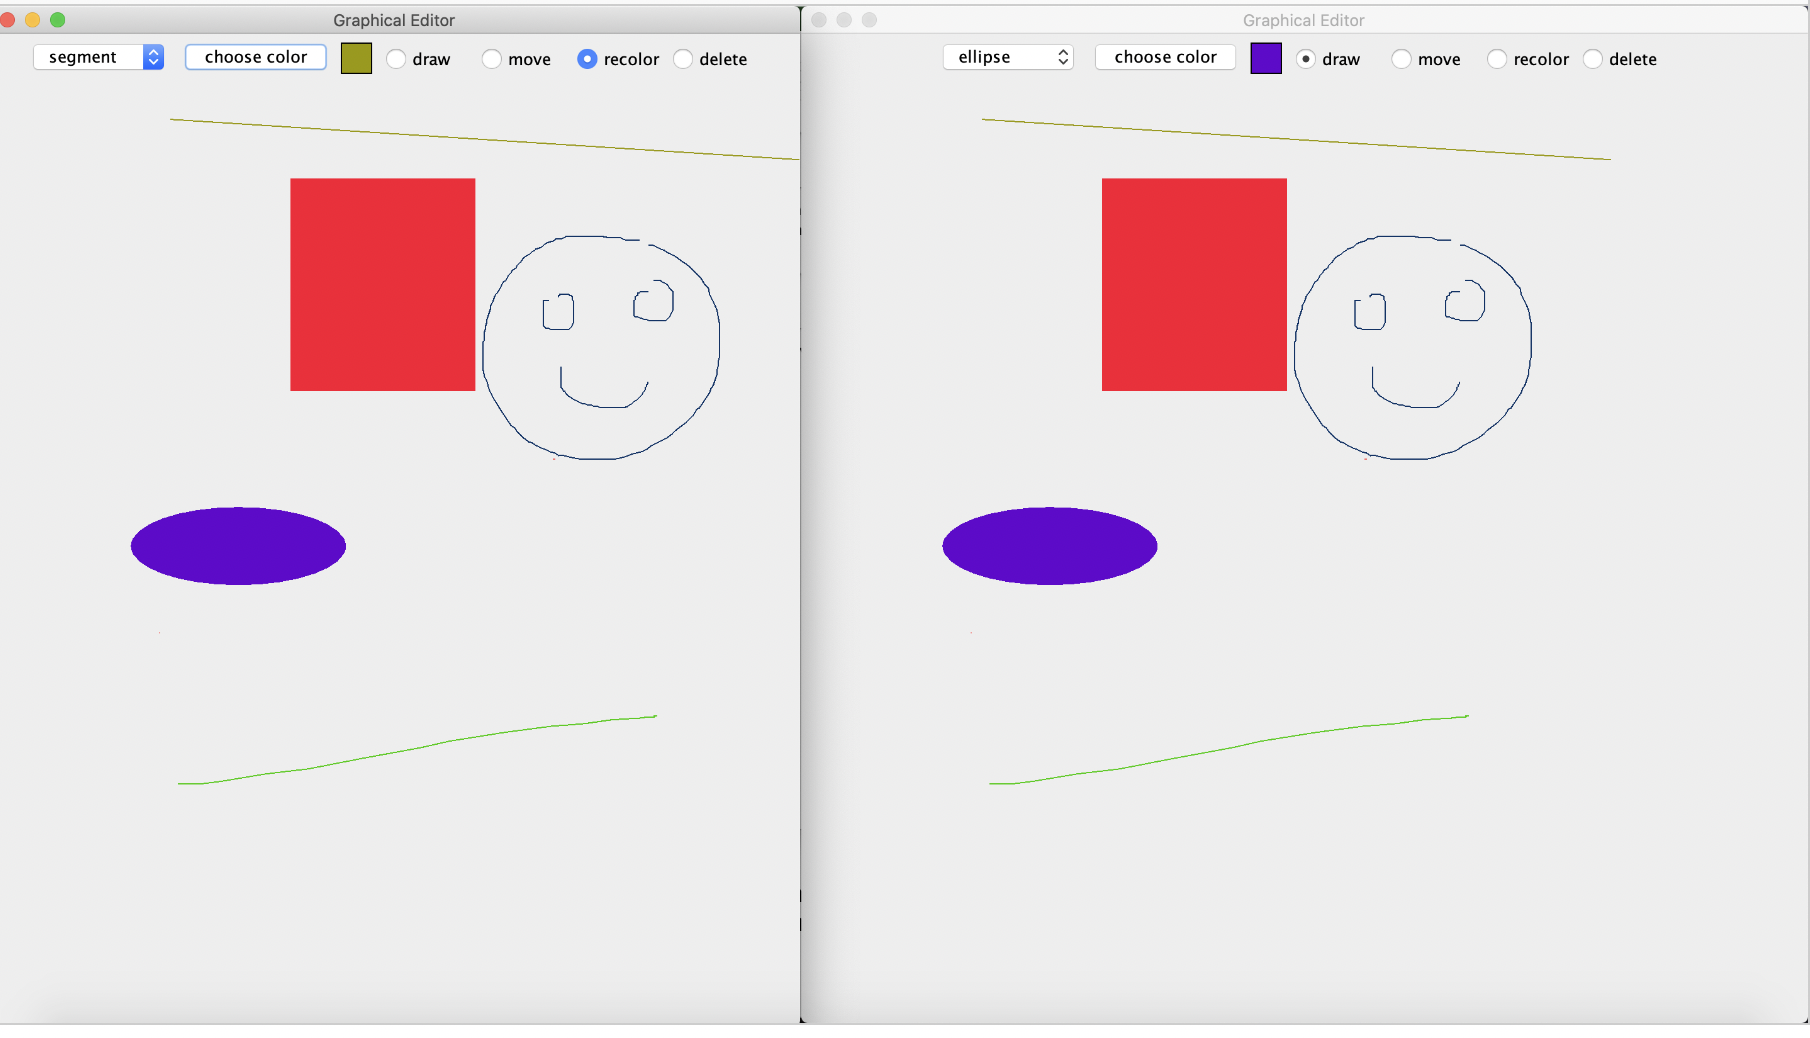 Graphical Editor
segment choose color draw move recolor delete
Graphical Editor
ellipse choose color draw move recolor delete